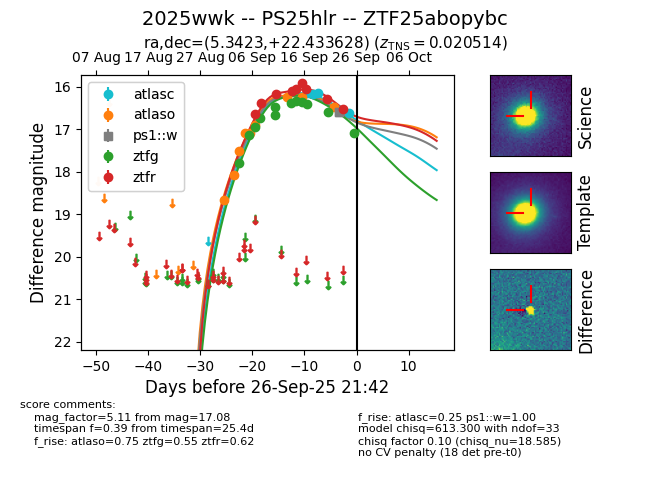 2025wwk -- PS25hlr -- ZTF25abopybc
ra,dec=(5.3423,+22.433628) (zTNS = 0.020514)
07 Aug 17 Aug 27 Aug 06 Sep 16 Sep 26 Sep 06 Oct
atlasc
atlaso
ps1::w
ztfg
ztfr
16
17
18
19
20
21
22
Difference magnitude
−50 −40 −30 −20 −10 0 10
Days before 26-Sep-25 21:42
Science
Template
Difference
score comments:
mag_factor=5.11 from mag=17.08
timespan f=0.39 from timespan=25.4d
f_rise: atlaso=0.75 ztfg=0.55 ztfr=0.62
f_rise: atlasc=0.25 ps1::w=1.00
model chisq=613.300 with ndof=33
chisq factor 0.10 (chisq_nu=18.585)
no CV penalty (18 det pre-t0)